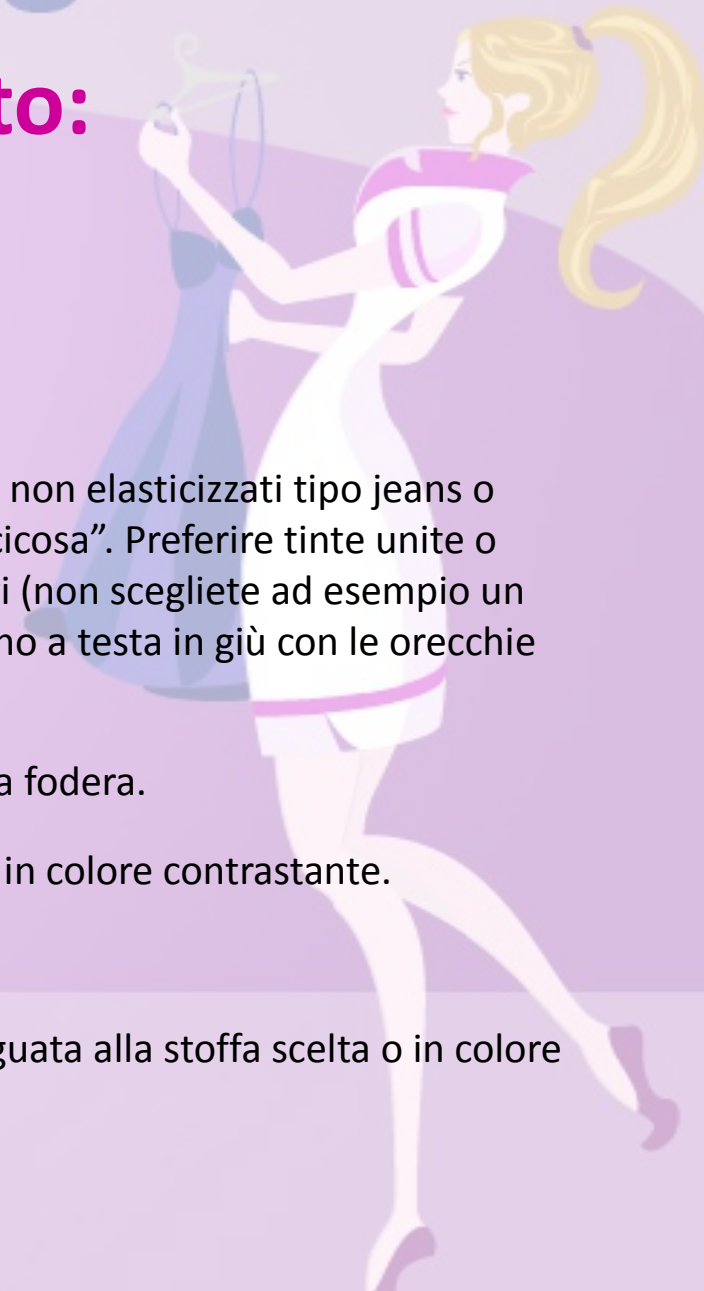 to:
non elasticizzati tipo jeans o
cicosa”. Preferire tinte unite o
i (non scegliete ad esempio un
no a testa in giù con le orecchie
a fodera.
in colore contrastante.
guata alla stoffa scelta o in colore